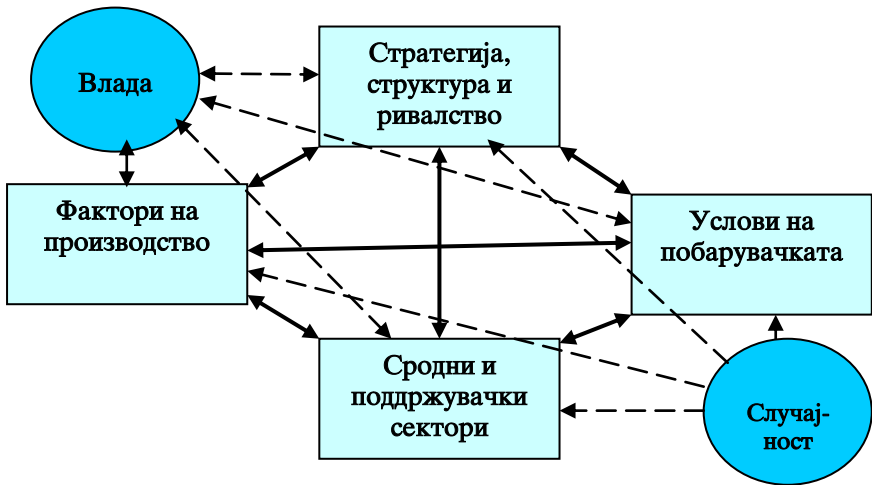 Влада
Стратегија,
структура и
ривалство
Фактори на
производство
Услови на
побарувачката
Сродни и
поддржувачки
сектори
Случај-
ност